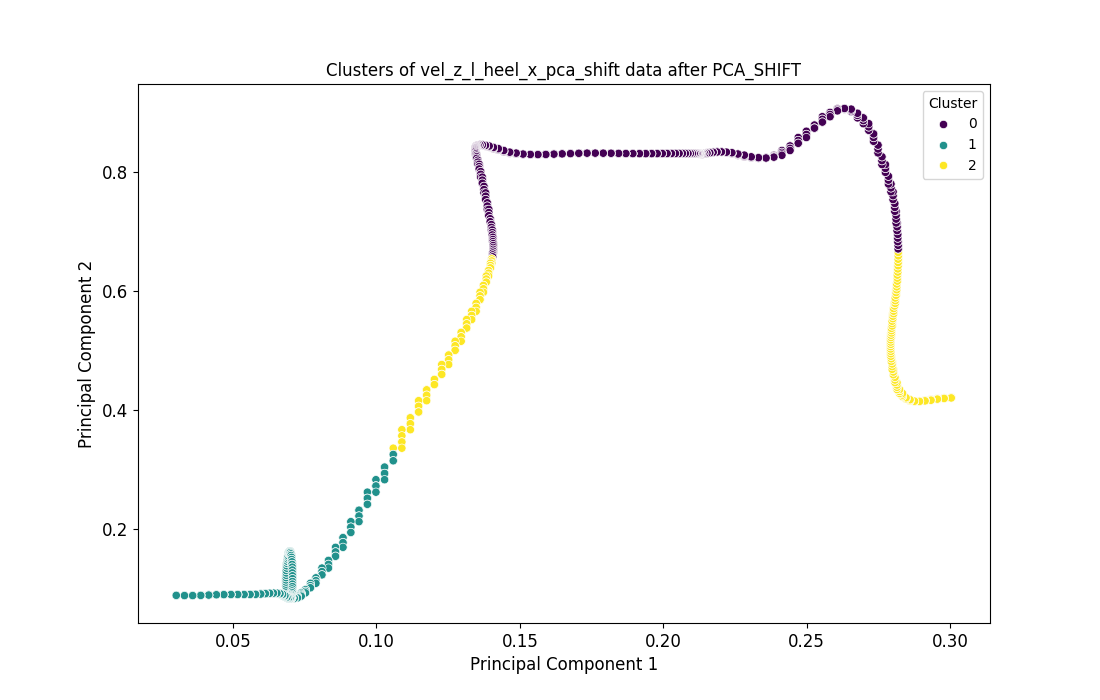 Clusters of vel_z_l_heel_x_pca_shift data after PCA_SHIFT
Cluster
0
1
2
Principal Component 2
0.8
0.6
0.4
0.2
0.05 0.10 0.15 0.20 0.25 0.30
Principal Component 1